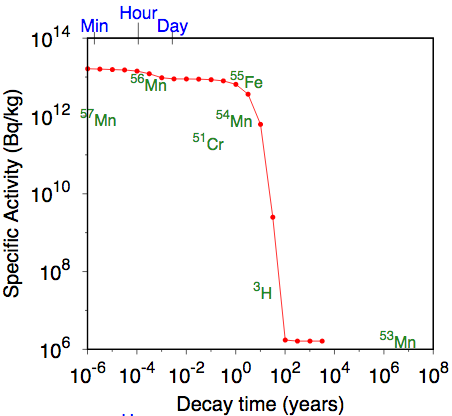 Hour
Min Day
10^14
10^12
10^10
10^8
10^6
Specific Activity (Bq/kg)
^56Mn
^55Fe
^57Mn
^54Mn
^51Cr
^3H
^53Mn
10^-6 10^-4 10^-2 10^0 10^2 10^4 10^6 10^8
Decay time (years)